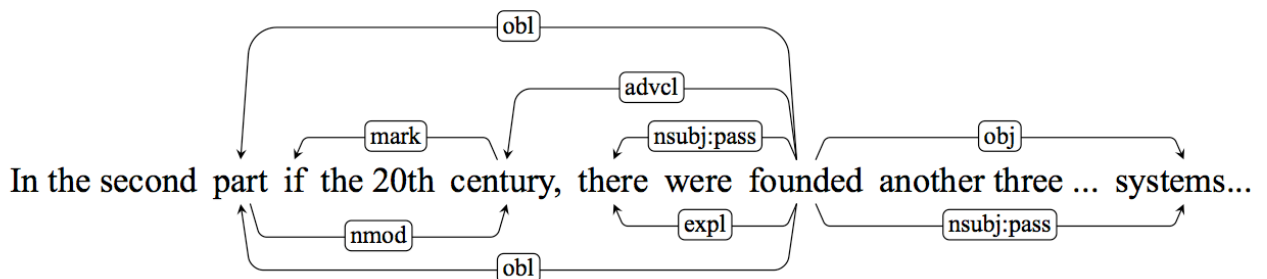 obl
advcl
mark nsubj:pass obj
In the second part if the 20th century, there were founded another three ... systems...
nmod expl nsubj:pass
obl